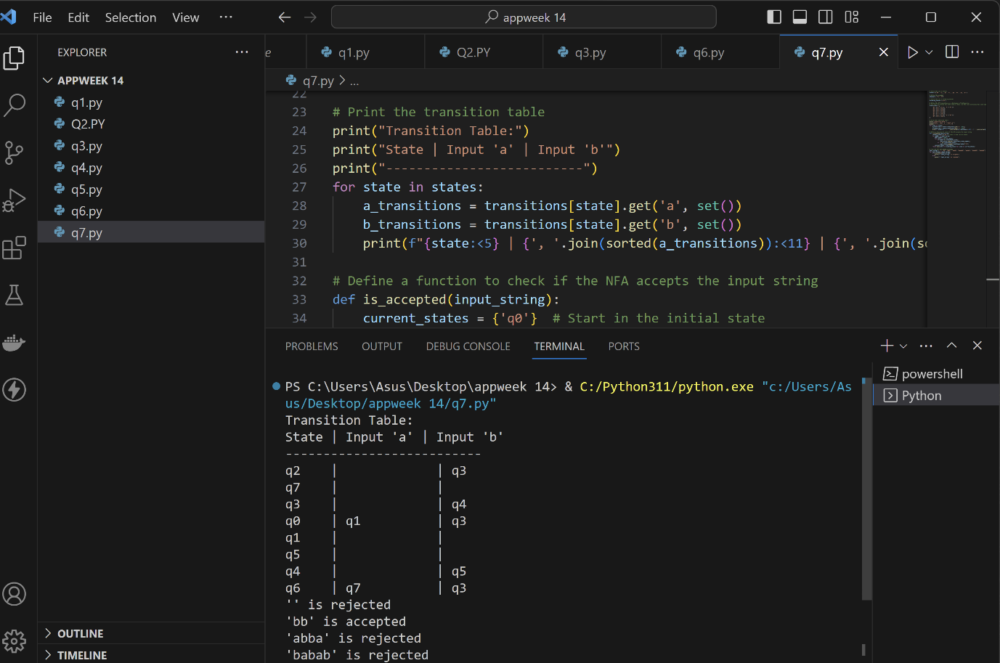 File Edit Selection View ... appweek 14
EXPLORER ...
APPWEEK 14
q1.py
Q2.PY
q3.py
q4.py
q5.py
q6.py
q7.py
OUTLINE
TIMELINE
e q1.py Q2.PY q3.py q6.py q7.py
q7.py > ...
22
23 # Print the transition table
24 print("Transition Table:")
25 print("State | Input 'a' | Input 'b'")
26 print("--------------------------")
27 for state in states:
28 a_transitions = transitions[state].get('a', set())
29 b_transitions = transitions[state].get('b', set())
30 print(f"{state:<5} | {', '.join(sorted(a_transitions)):<11} | {', '.join(so
31
32 # Define a function to check if the NFA accepts the input string
33 def is_accepted(input_string):
34 current_states = {'q0'} # Start in the initial state
PROBLEMS OUTPUT DEBUG CONSOLE TERMINAL PORTS
powershell
Python
PS C:\Users\Asus\Desktop\appweek 14> & C:/Python311/python.exe "c:/Users/As
us/Desktop/appweek 14/q7.py"
Transition Table:
State | Input 'a' | Input 'b'
--------------------------
q2 | | q3
q7 | |
q3 | | q4
q0 | q1 | q3
q1 | |
q5 | |
q4 | | q5
q6 | q7 | q3
'' is rejected
'bb' is accepted
'abba' is rejected
'babab' is rejected